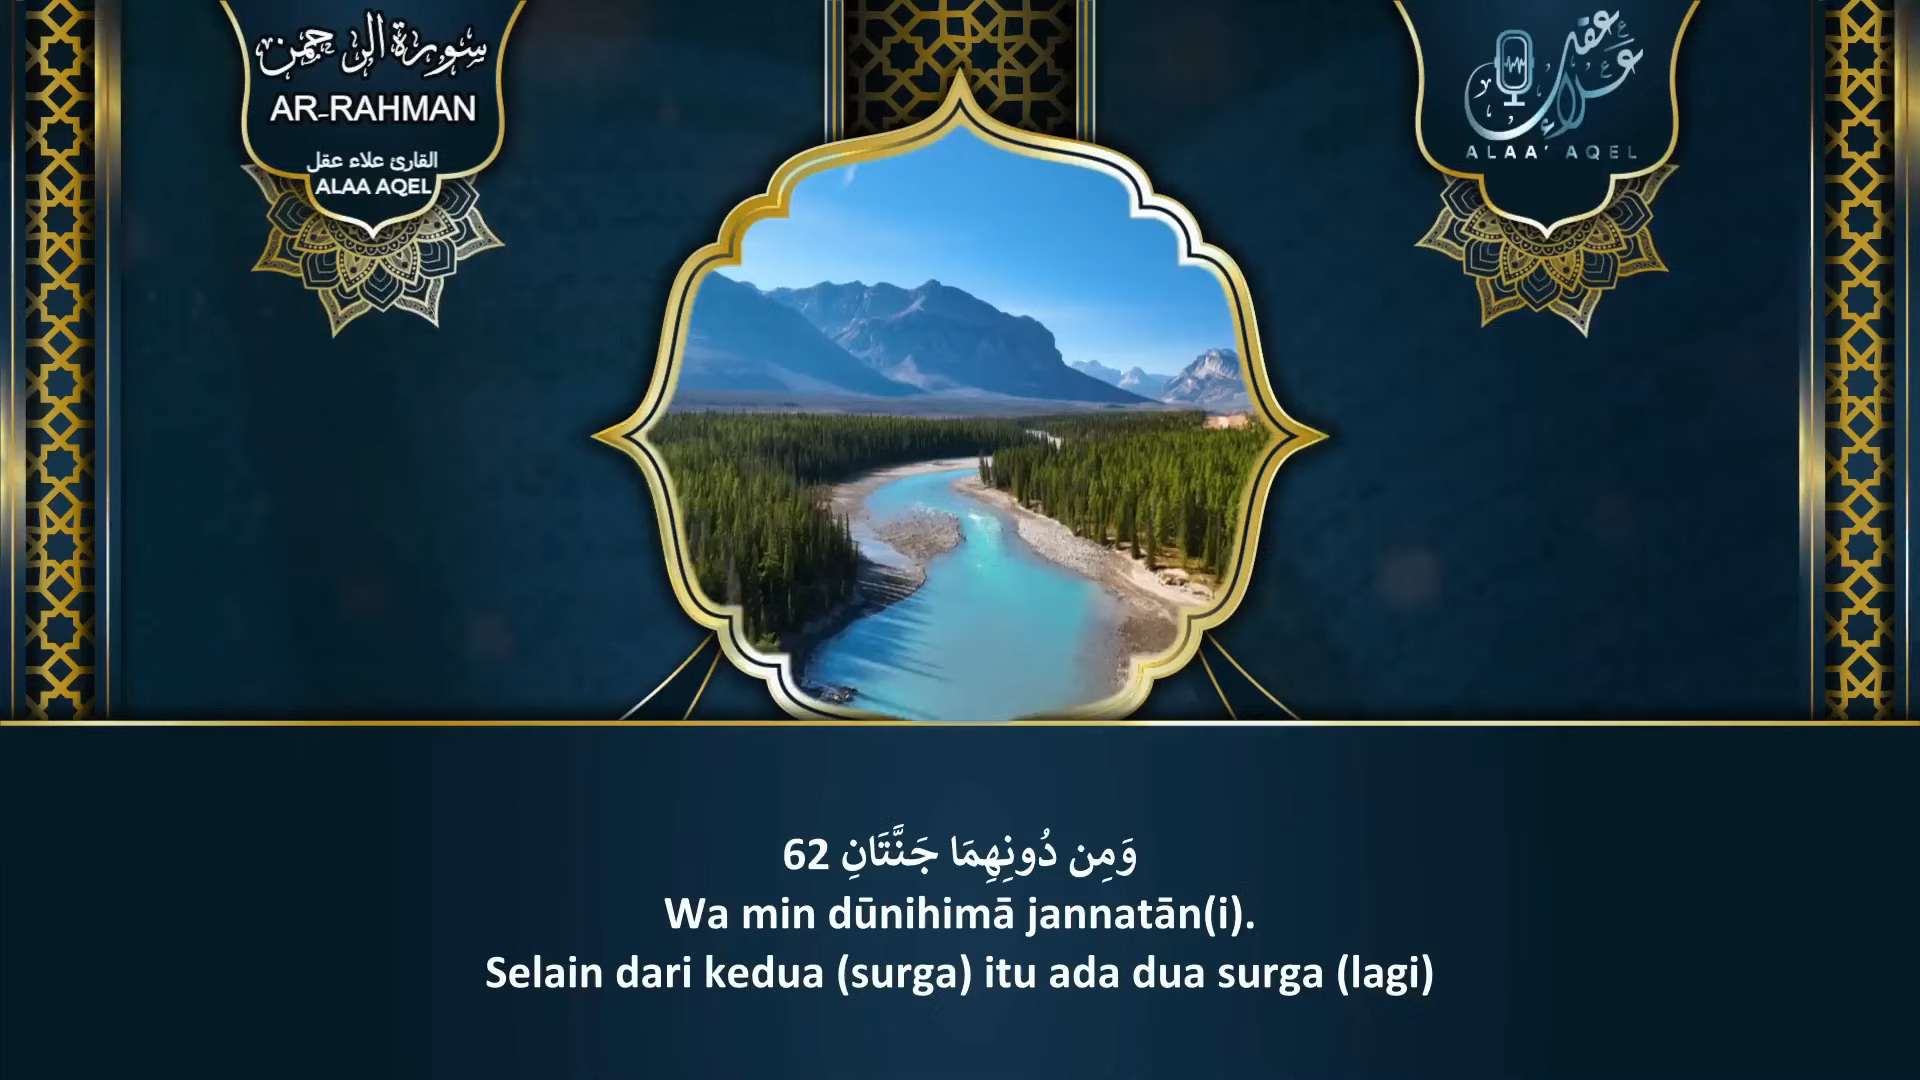 سورة الرحمن
AR-RAHMAN
القارئ علاء عقل
ALAA AQEL
علاء عقل
ALAA' AQEL
وَمِن دُونِهِمَا جَنَّتَانِ 62
Wa min dūnihimā jannatān(i).
Selain dari kedua (surga) itu ada dua surga (lagi)